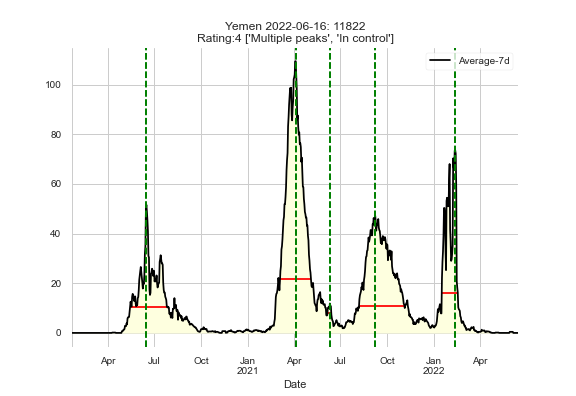 Yemen 2022-06-16: 11822
Rating:4 ['Multiple peaks', 'In control']
Average-7d
100
80
60
40
20
0
Apr Jul Oct Jan Apr Jul Oct Jan Apr
2021 2022
Date